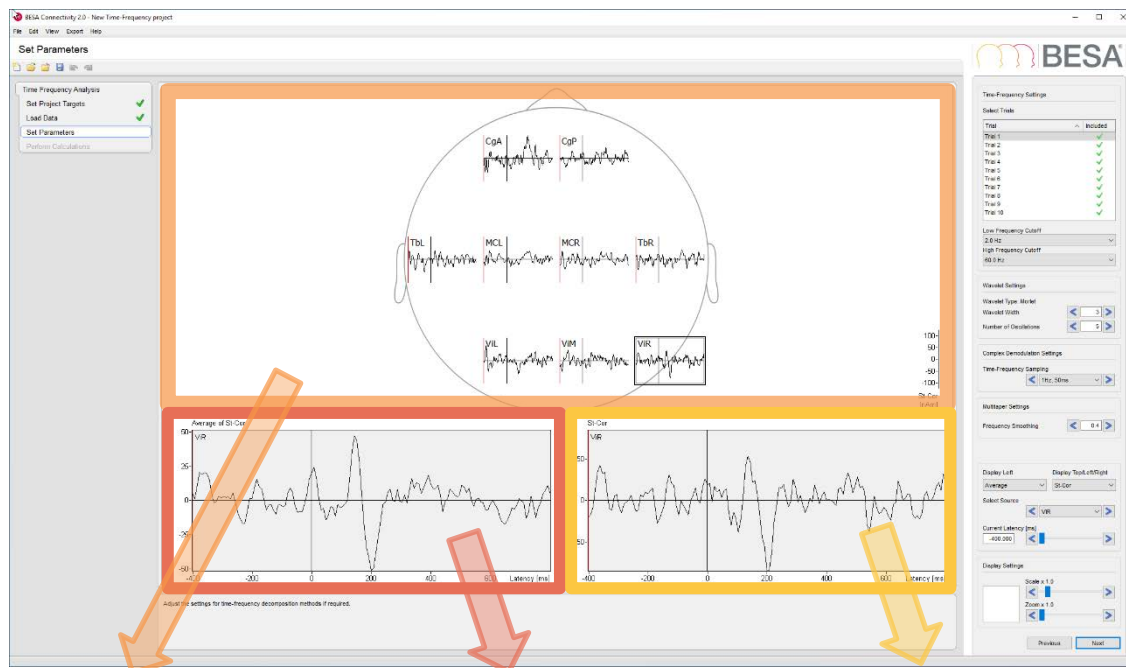 BESA Connectivity 2.0 - New Time-Frequency project
File Edit View Export Help
Set Parameters
BESA®
Time Frequency Analysis
Set Project Targets
Load Data
Set Parameters
Perform Calculations
CgA
CgP
TbL
MCL
MCR
TbR
ViL
ViM
ViR
100-
50-
0-
-50-
-100-
St-Cor
Average of St-Cor
ViR
50-
25-
0-
-25-
-50-
-400
-200
0
200
400
600
Latency [ms]
St-Cor
ViR
50-
0-
50-
-400
-200
0
200
400
600
Latency [ms]
Adjust the settings for time-frequency decomposition methods if required.
Time-Frequency Settings
Select Trials
Trial Included
Trial 1
Trial 2
Trial 3
Trial 4
Trial 5
Trial 6
Trial 7
Trial 8
Trial 9
Trial 10
Low Frequency Cutoff
2.0 Hz
High Frequency Cutoff
60.0 Hz
Wavelet Settings
Wavelet Type: Morlet
Wavelet Width 3
Number of Oscillations 5
Complex Demodulation Settings
Time-Frequency Sampling
1Hz, 50ms
Multitaper Settings
Frequency Smoothing 0.4
Display Left Display Top/Left/Right
Average St-Cor
Select Source
ViR
Current Latency [ms]
-400.000
Display Settings
Scale x 1.0
Zoom x 1.0
Previous Next